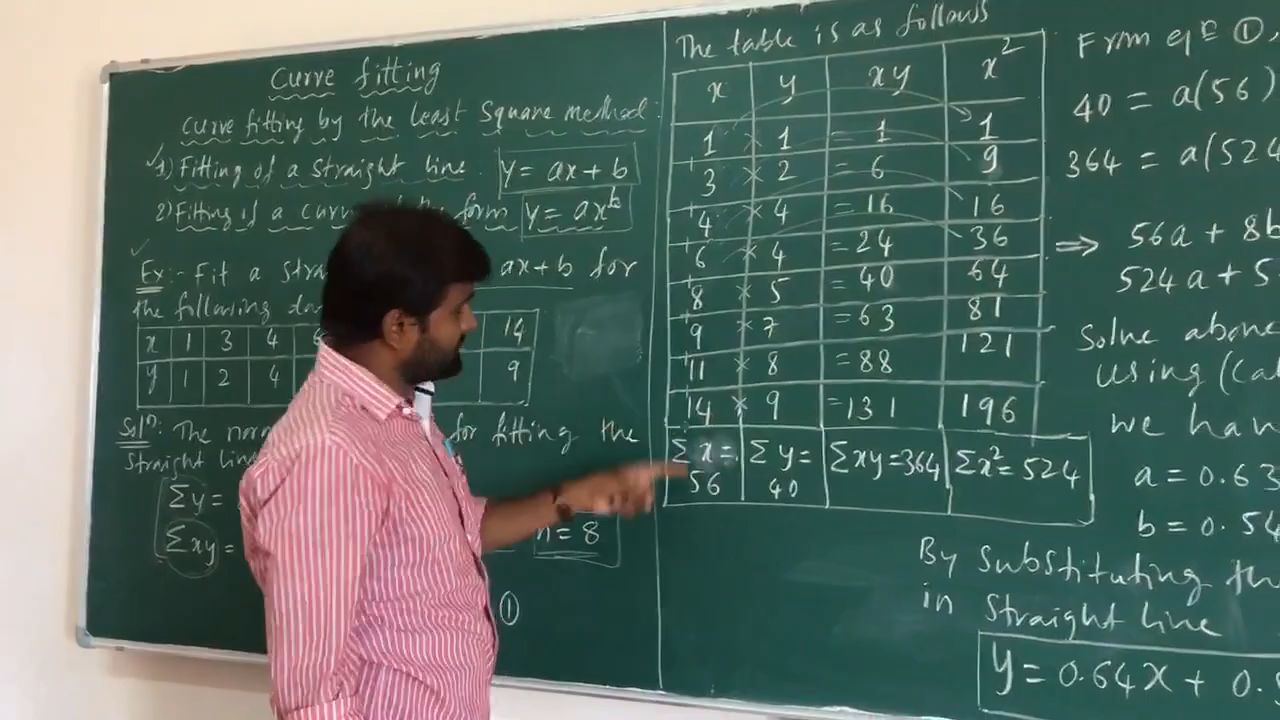 Curve fitting
Curve fitting by the Least Square method:
1) Fitting of a straight line. y = ax + b
2) Fitting of a curve form y = ax^b
Ex:- Fit a ax + b for
the following
x 1 3 4 14
y 1 2 4 9
Solⁿ: The for fitting the
straight
Σy =
Σxy = n = 8
①
The table is as follows
x y xy x²
1 × 1 = 1 1
3 × 2 = 6 9
4 × 4 = 16 16
6 × 4 = 24 36
8 × 5 = 40 64
9 × 7 = 63 81
11 × 8 = 88 121
14 × 9 = 131 196
Σx = 56 Σy = 40 Σxy = 364 Σx² = 524
From eqⁿ ①,
40 = a(56)
364 = a(524
⇒ 56a + 8b
524a + 5
Solve above
using
we
a = 0.63
b = 0.54
By substituting
in straight line
y = 0.64x + 0.